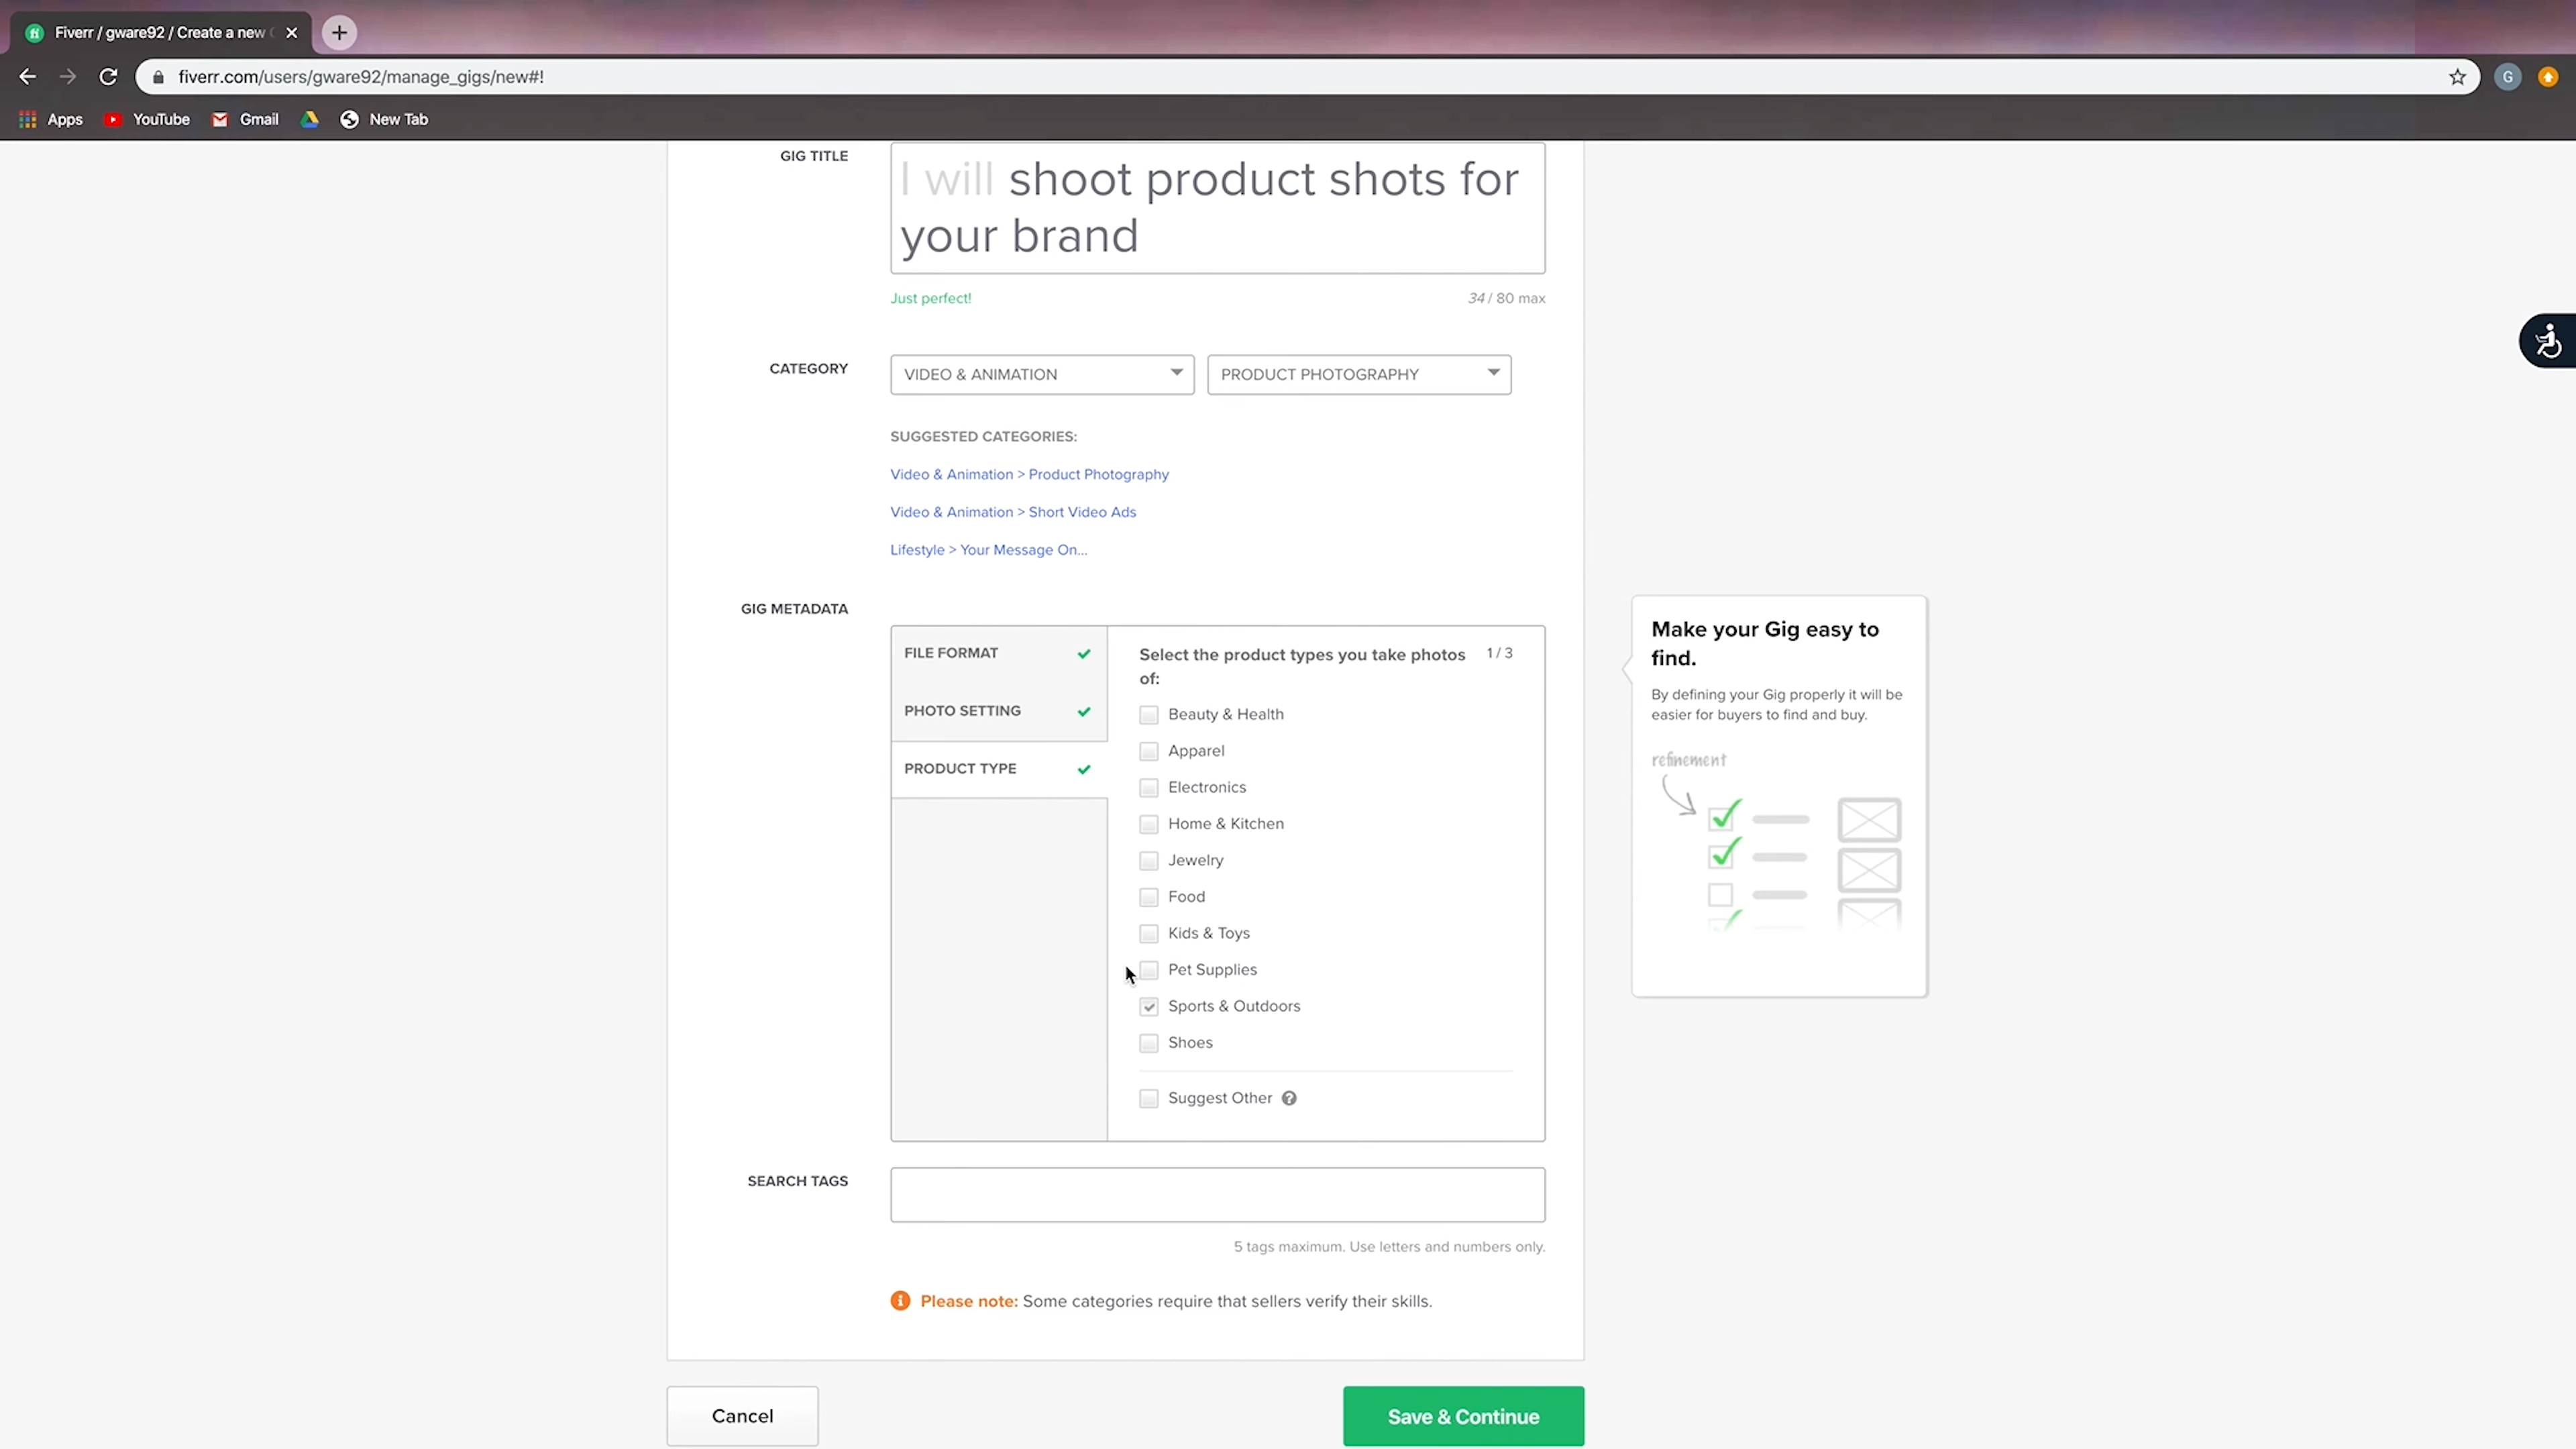 Fiverr / gware92 / Create a new
fiverr.com/users/gware92/manage_gigs/new#!
G
Apps YouTube Gmail New Tab
GIG TITLE
I will shoot product shots for
your brand
Just perfect! 34 / 80 max
CATEGORY VIDEO & ANIMATION PRODUCT PHOTOGRAPHY
SUGGESTED CATEGORIES:
Video & Animation > Product Photography
Video & Animation > Short Video Ads
Lifestyle > Your Message On...
GIG METADATA
FILE FORMAT
PHOTO SETTING
PRODUCT TYPE
Select the product types you take photos 1 / 3
of:
Beauty & Health
Apparel
Electronics
Home & Kitchen
Jewelry
Food
Kids & Toys
Pet Supplies
Sports & Outdoors
Shoes
Suggest Other ?
Make your Gig easy to
find.
By defining your Gig properly it will be
easier for buyers to find and buy.
refinement
SEARCH TAGS
5 tags maximum. Use letters and numbers only.
Please note: Some categories require that sellers verify their skills.
Cancel Save & Continue